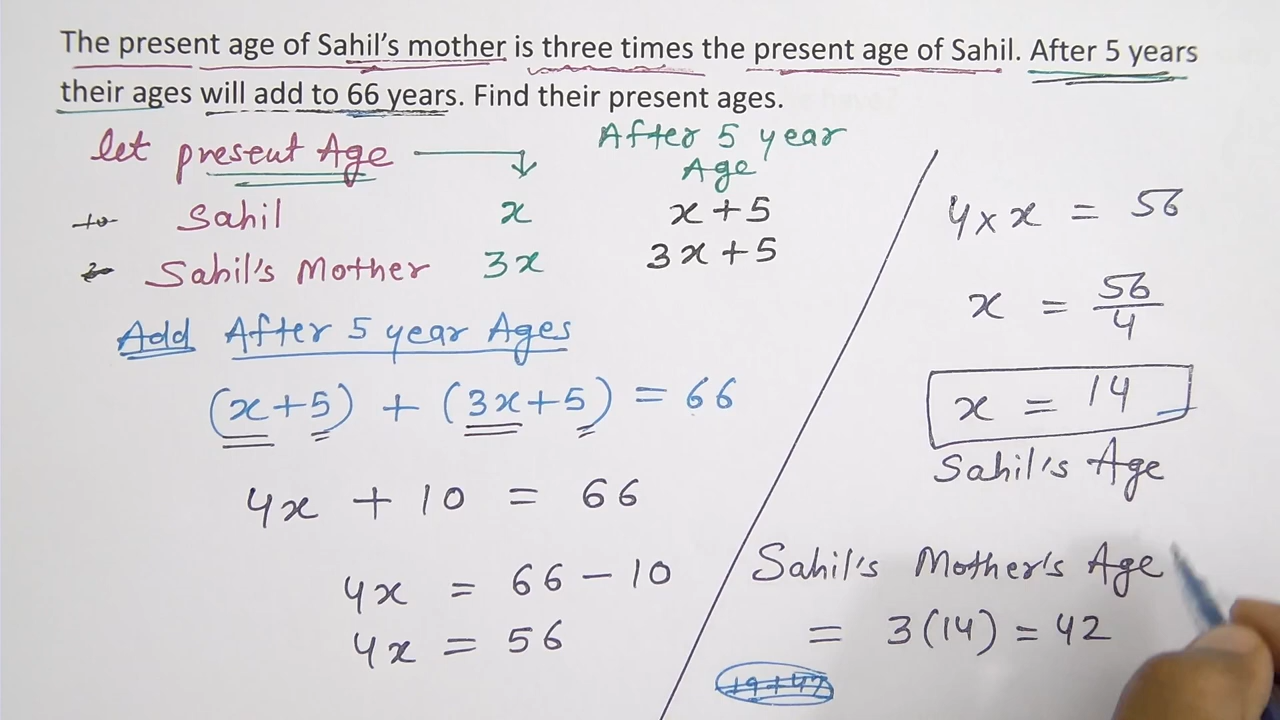 The present age of Sahil's mother is three times the present age of Sahil. After 5 years
their ages will add to 66 years. Find their present ages.
let present Age
After 5 year
Age
Sahil x x+5
Sahil's Mother 3x 3x+5
Add After 5 year Ages
(x+5) + (3x+5) = 66
4x + 10 = 66
4x = 66 - 10
4x = 56
4 × x = 56
x = 56/4
x = 14
Sahil's Age
Sahil's Mother's Age
= 3(14) = 42